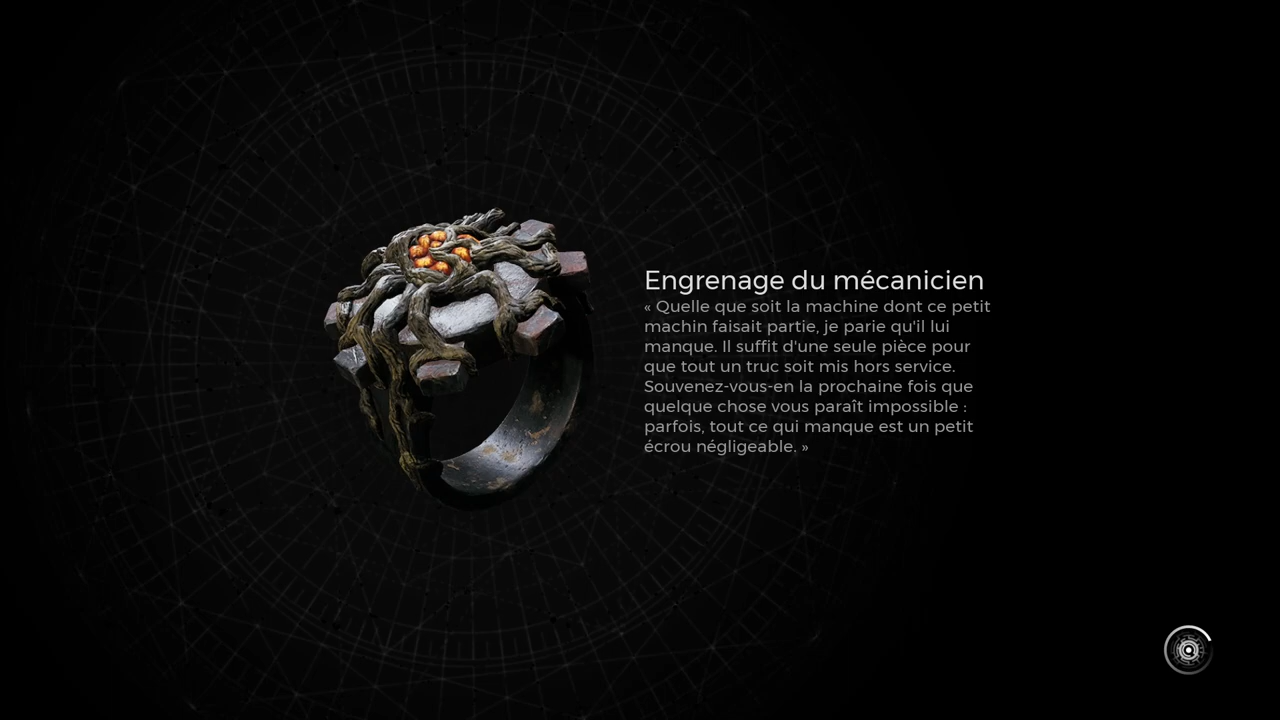 Engrenage du mécanicien
« Quelle que soit la machine dont ce petit
machin faisait partie, je parie qu'il lui
manque. Il suffit d'une seule pièce pour
que tout un truc soit mis hors service.
Souvenez-vous-en la prochaine fois que
quelque chose vous paraît impossible :
parfois, tout ce qui manque est un petit
écrou négligeable. »